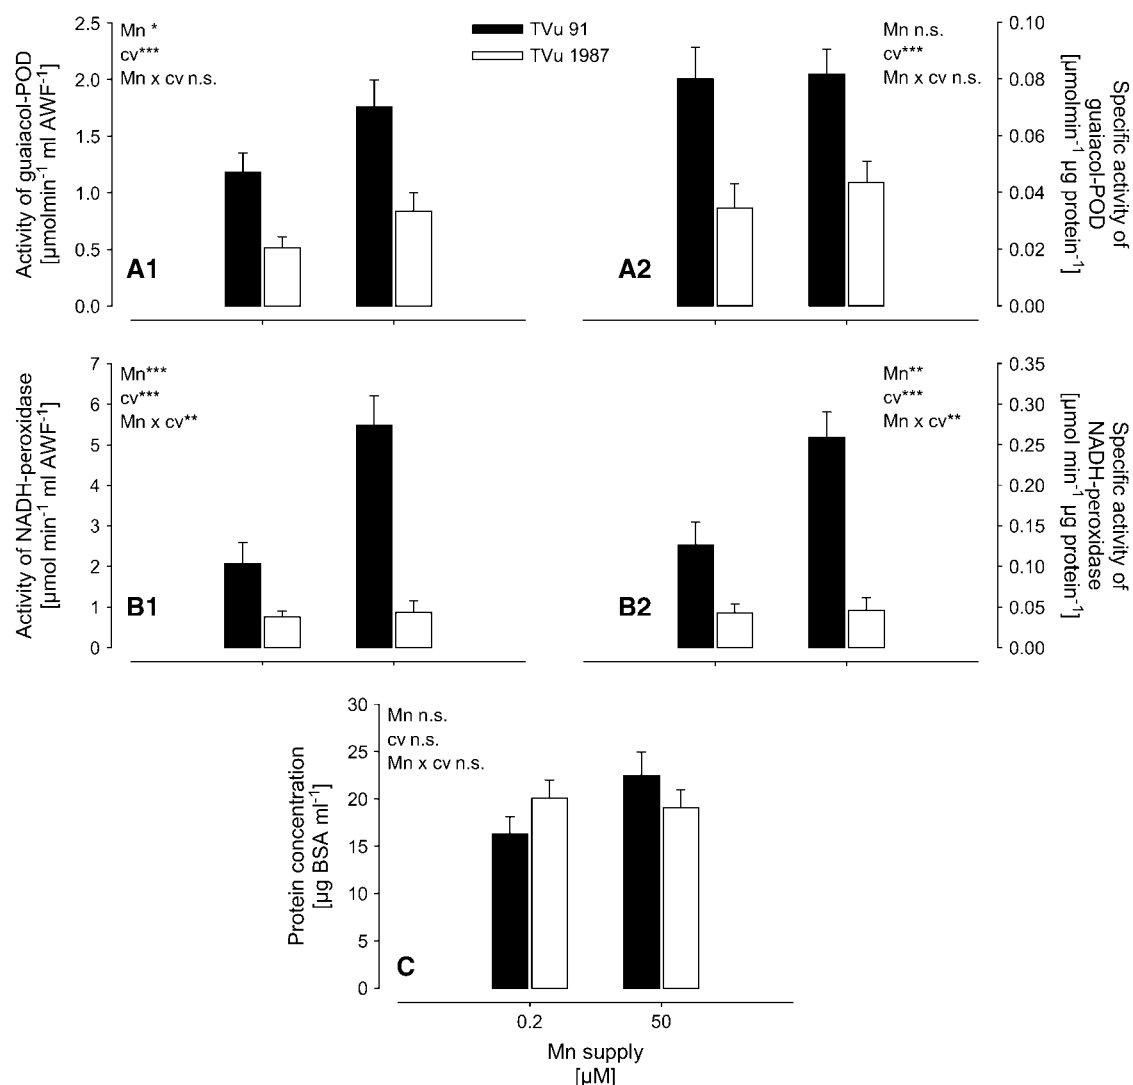 Activity of guaiacol-POD
[µmolmin⁻¹ ml AWF⁻¹]
2.5
2.0
1.5
1.0
0.5
0.0
Mn *
cv***
Mn x cv n.s.
A1
TVu 91
TVu 1987
Mn n.s.
cv***
Mn x cv n.s.
A2
0.10
0.08
0.06
0.04
0.02
0.00
Specific activity of
guaiacol-POD
[µmolmin⁻¹ µg protein⁻¹]
Activity of NADH-peroxidase
[µmol min⁻¹ ml AWF⁻¹]
7
6
5
4
3
2
1
0
Mn***
cv***
Mn x cv**
B1
Mn**
cv***
Mn x cv**
B2
0.35
0.30
0.25
0.20
0.15
0.10
0.05
0.00
Specific activity of
NADH-peroxidase
[µmol min⁻¹ µg protein⁻¹]
Protein concentration
[µg BSA ml⁻¹]
30
25
20
15
10
5
0
Mn n.s.
cv n.s.
Mn x cv n.s.
C
0.2
50
Mn supply
[µM]